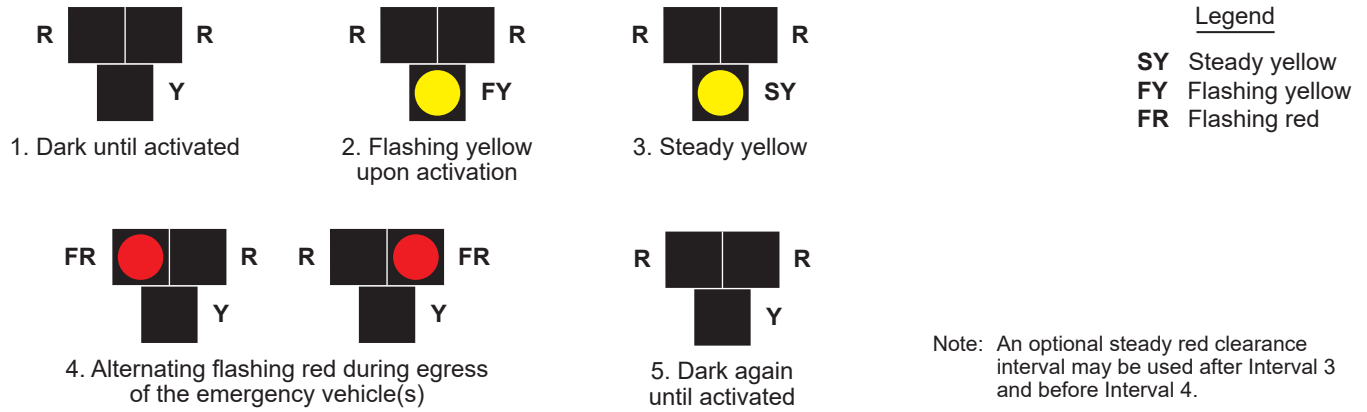 R R
Y
1. Dark until activated
R R
FY
2. Flashing yellow
upon activation
R R
SY
3. Steady yellow
Legend
SY Steady yellow
FY Flashing yellow
FR Flashing red
FR R
Y
R FR
Y
4. Alternating flashing red during egress
of the emergency vehicle(s)
R R
Y
5. Dark again
until activated
Note: An optional steady red clearance
interval may be used after Interval 3
and before Interval 4.